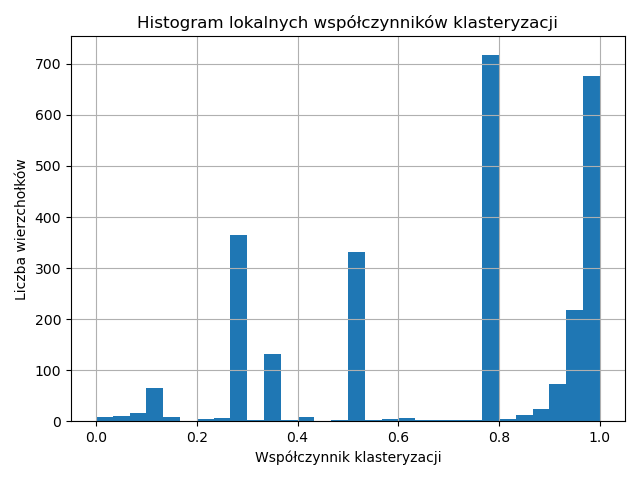 Histogram lokalnych współczynników klasteryzacji
Liczba wierzchołków
700
600
500
400
300
200
100
0
0.0 0.2 0.4 0.6 0.8 1.0
Współczynnik klasteryzacji